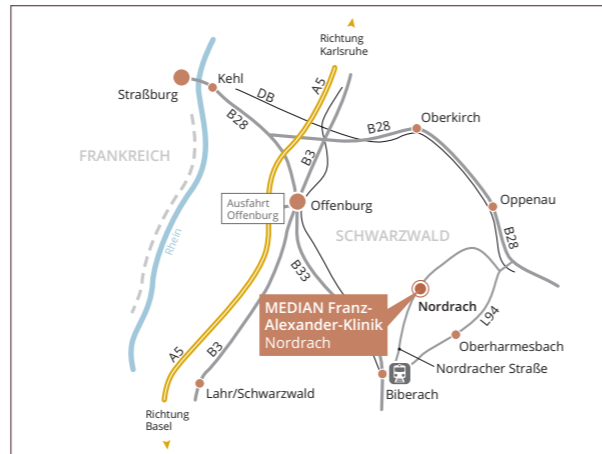 Richtung
Karlsruhe
Straßburg
Kehl
DB
A5
B28
B28
Oberkirch
FRANKREICH
B3
Oppenau
Ausfahrt
Offenburg
Offenburg
Rhein
SCHWARZWALD
B28
B33
MEDIAN Franz-
Alexander-Klinik
Nordrach
Nordrach
L94
A5
B3
Oberharmesbach
Nordracher Straße
Lahr/Schwarzwald
Biberach
Richtung
Basel